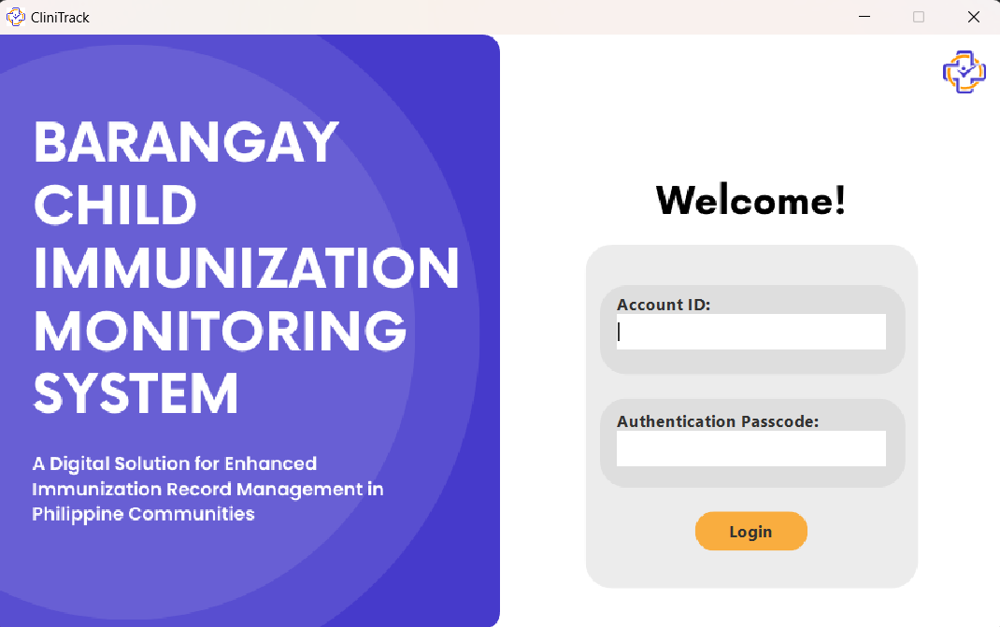 CliniTrack
BARANGAY
CHILD
IMMUNIZATION
MONITORING
SYSTEM
A Digital Solution for Enhanced
Immunization Record Management in
Philippine Communities
Welcome!
Account ID:
Authentication Passcode:
Login